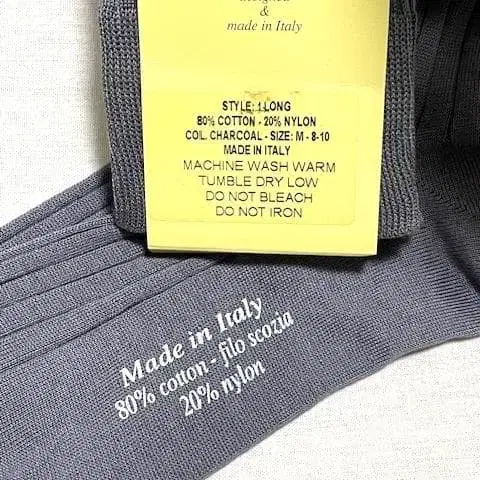 designed
&
made in Italy
STYLE: 1 LONG
80% COTTON - 20% NYLON
COL. CHARCOAL - SIZE: M - 8-10
MADE IN ITALY
MACHINE WASH WARM
TUMBLE DRY LOW
DO NOT BLEACH
DO NOT IRON
Made in Italy
80% cotton - filo scozia
20% nylon